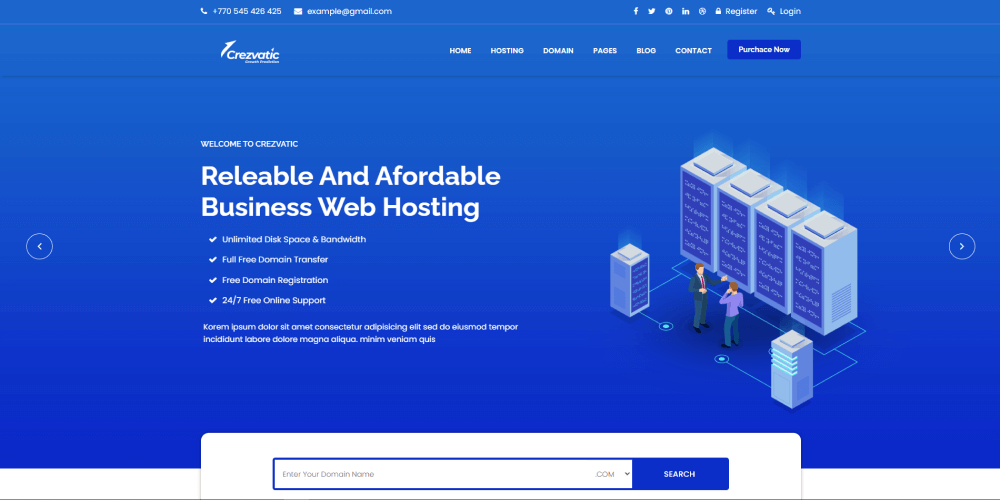 +770 545 426 425 example@gmail.com Register Login
Crezvatic
Growth Prediction
HOME HOSTING DOMAIN PAGES BLOG CONTACT Purchace Now
WELCOME TO CREZVATIC
Releable And Afordable
Business Web Hosting
Unlimited Disk Space & Bandwidth
Full Free Domain Transfer
Free Domain Registration
24/7 Free Online Support
Korem ipsum dolor sit amet consectetur adipisicing elit sed do eiusmod tempor
incididunt labore dolore magna aliqua. minim veniam quis
Enter Your Domain Name .COM SEARCH